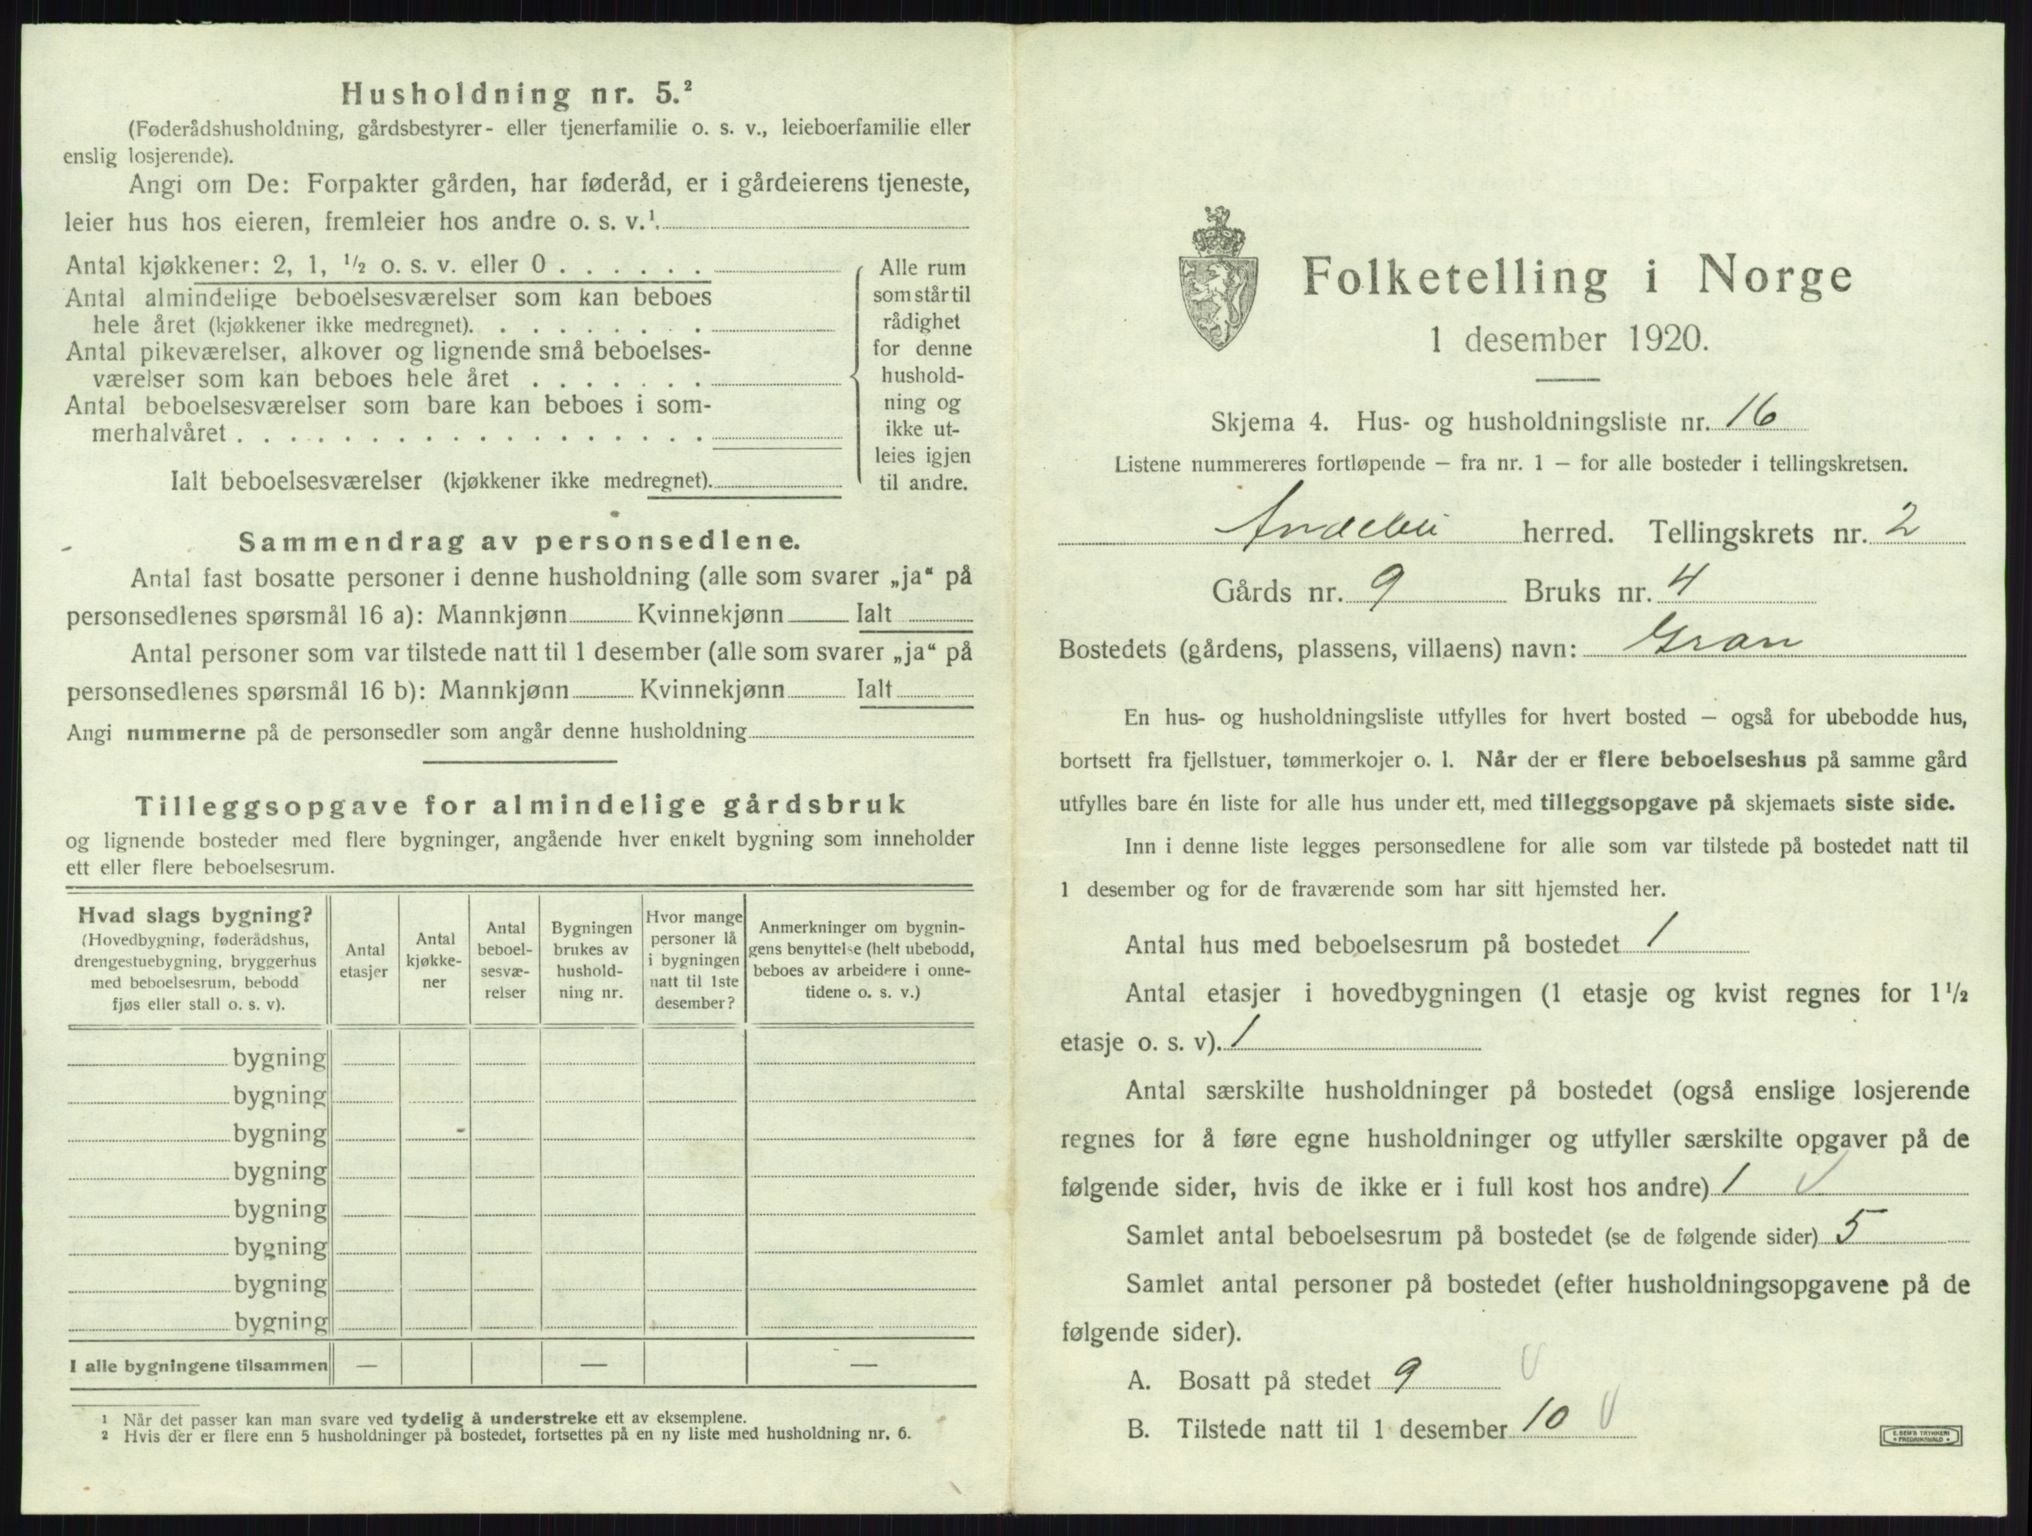 Husholdning nr. 5.²
(Føderådshusholdning, gårdsbestyrer- eller tjenerfamilie o. s. v., leieboerfamilie eller
enslig losjerende).
Angi om De: Forpakter gården, har føderåd, er i gårdeierens tjeneste,
leier hus hos eieren, fremleier hos andre o. s. v.¹.
Antal kjøkkener: 2, 1, ½ o. s. v. eller 0 . . . . . .
Antal almindelige beboelsesværelser som kan beboes
hele året (kjøkkener ikke medregnet). . . . . . . . .
Antal pikeværelser, alkover og lignende små beboelses-
værelser som kan beboes hele året . . . . . . .
Antal beboelsesværelser som bare kan beboes i som-
merhalvåret . . . . . . . . . . . . . . . . . .
Ialt beboelsesværelser (kjøkkener ikke medregnet).
Alle rum
som står til
rådighet
for denne
hushold-
ning og
ikke ut-
leies igjen
til andre.
Sammendrag av personsedlene.
Antal fast bosatte personer i denne husholdning (alle som svarer „ja“ på
personsedlenes spørsmål 16 a): Mannkjønn Kvinnekjønn Ialt
Antal personer som var tilstede natt til 1 desember (alle som svarer „ja“ på
personsedlenes spørsmål 16 b): Mannkjønn Kvinnekjønn Ialt
Angi nummerne på de personsedler som angår denne husholdning
Tilleggsopgave for almindelige gårdsbruk
og lignende bosteder med flere bygninger, angående hver enkelt bygning som inneholder
ett eller flere beboelsesrum.
Hvad slags bygning?
(Hovedbygning, føderådshus,
drengestuebygning, bryggerhus
med beboelsesrum, bebodd
fjøs eller stall o. s. v).
Antal
etasjer
Antal
kjøkke-
ner
Antal
beboel-
sesvæ-
relser
Bygningen
brukes av
hushold-
ning nr.
Hvor mange
personer lå
i bygningen
natt til 1ste
desember?
Anmerkninger om bygnin-
gens benyttelse (helt ubebodd,
beboes av arbeidere i onne-
tidene o. s. v.)
bygning
bygning
bygning
bygning
bygning
bygning
bygning
bygning
I alle bygningene tilsammen — — —
1 Når det passer kan man svare ved tydelig å understreke ett av eksemplene.
2 Hvis der er flere enn 5 husholdninger på bostedet, fortsettes på en ny liste med husholdning nr. 6.
Folketelling i Norge
1 desember 1920.
Skjema 4. Hus- og husholdningsliste nr. 16
Listene nummereres fortløpende – fra nr. 1 – for alle bosteder i tellingskretsen.
Andebu herred. Tellingskrets nr. 2
Gårds nr. 9 Bruks nr. 4
Bostedets (gårdens, plassens, villaens) navn: Gran
En hus- og husholdningsliste utfylles for hvert bosted – også for ubebodde hus,
bortsett fra fjellstuer, tømmerkojer o. l. Når der er flere beboelseshus på samme gård
utfylles bare én liste for alle hus under ett, med tilleggsopgave på skjemaets siste side.
Inn i denne liste legges personsedlene for alle som var tilstede på bostedet natt til
1 desember og for de fraværende som har sitt hjemsted her.
Antal hus med beboelsesrum på bostedet 1
Antal etasjer i hovedbygningen (1 etasje og kvist regnes for 1½
etasje o. s. v). 1
Antal særskilte husholdninger på bostedet (også enslige losjerende
regnes for å føre egne husholdninger og utfyller særskilte opgaver på de
følgende sider, hvis de ikke er i full kost hos andre) 1
Samlet antal beboelsesrum på bostedet (se de følgende sider) 5
Samlet antal personer på bostedet (efter husholdningsopgavene på de
følgende sider).
A. Bosatt på stedet 9
B. Tilstede natt til 1 desember 10
E. SEM'S TRYKKERI
FREDRIKSHALD